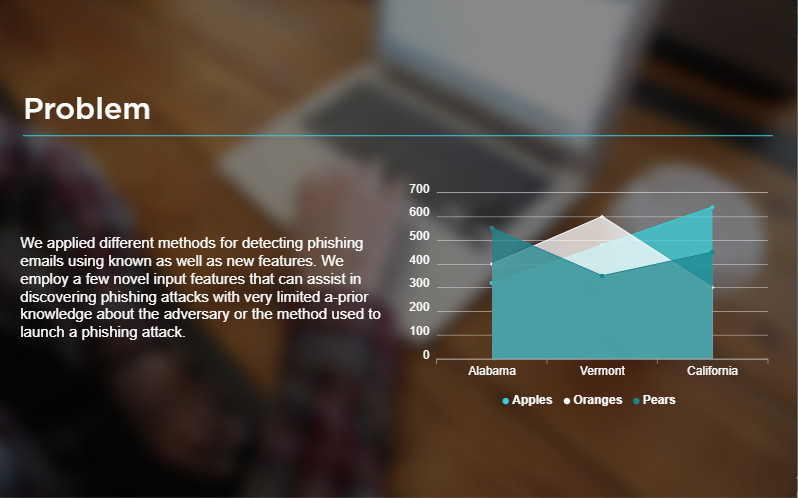 Problem
We applied different methods for detecting phishing
emails using known as well as new features. We
employ a few novel input features that can assist in
discovering phishing attacks with very limited a-prior
knowledge about the adversary or the method used to
launch a phishing attack.
700
600
500
400
300
200
100
0
Alabama Vermont California
Apples Oranges Pears